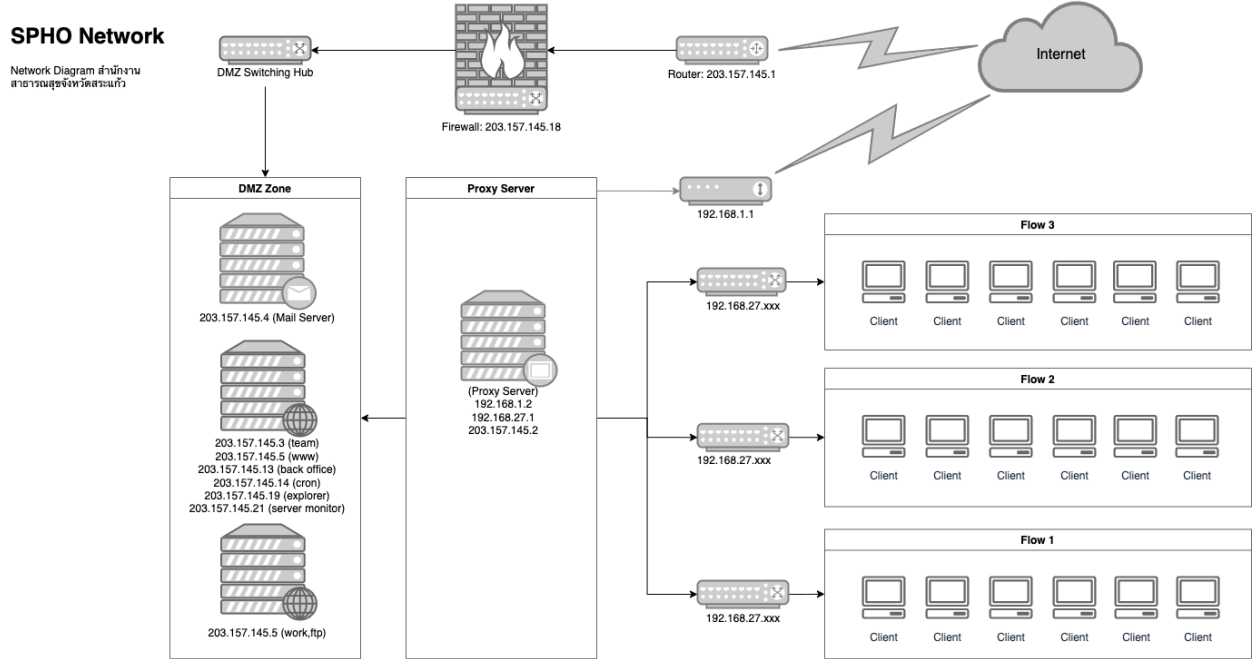 SPHO Network
Network Diagram สำนักงาน
สาธารณสุขจังหวัดสระแก้ว
DMZ Switching Hub
Firewall: 203.157.145.18
Router: 203.157.145.1
Internet
192.168.1.1
DMZ Zone
203.157.145.4 (Mail Server)
203.157.145.3 (team)
203.157.145.5 (www)
203.157.145.13 (back office)
203.157.145.14 (cron)
203.157.145.19 (explorer)
203.157.145.21 (server monitor)
203.157.145.5 (work,ftp)
Proxy Server
(Proxy Server)
192.168.1.2
192.168.27.1
203.157.145.2
192.168.27.xxx
Flow 3
Client Client Client Client Client Client
192.168.27.xxx
Flow 2
Client Client Client Client Client Client
192.168.27.xxx
Flow 1
Client Client Client Client Client Client